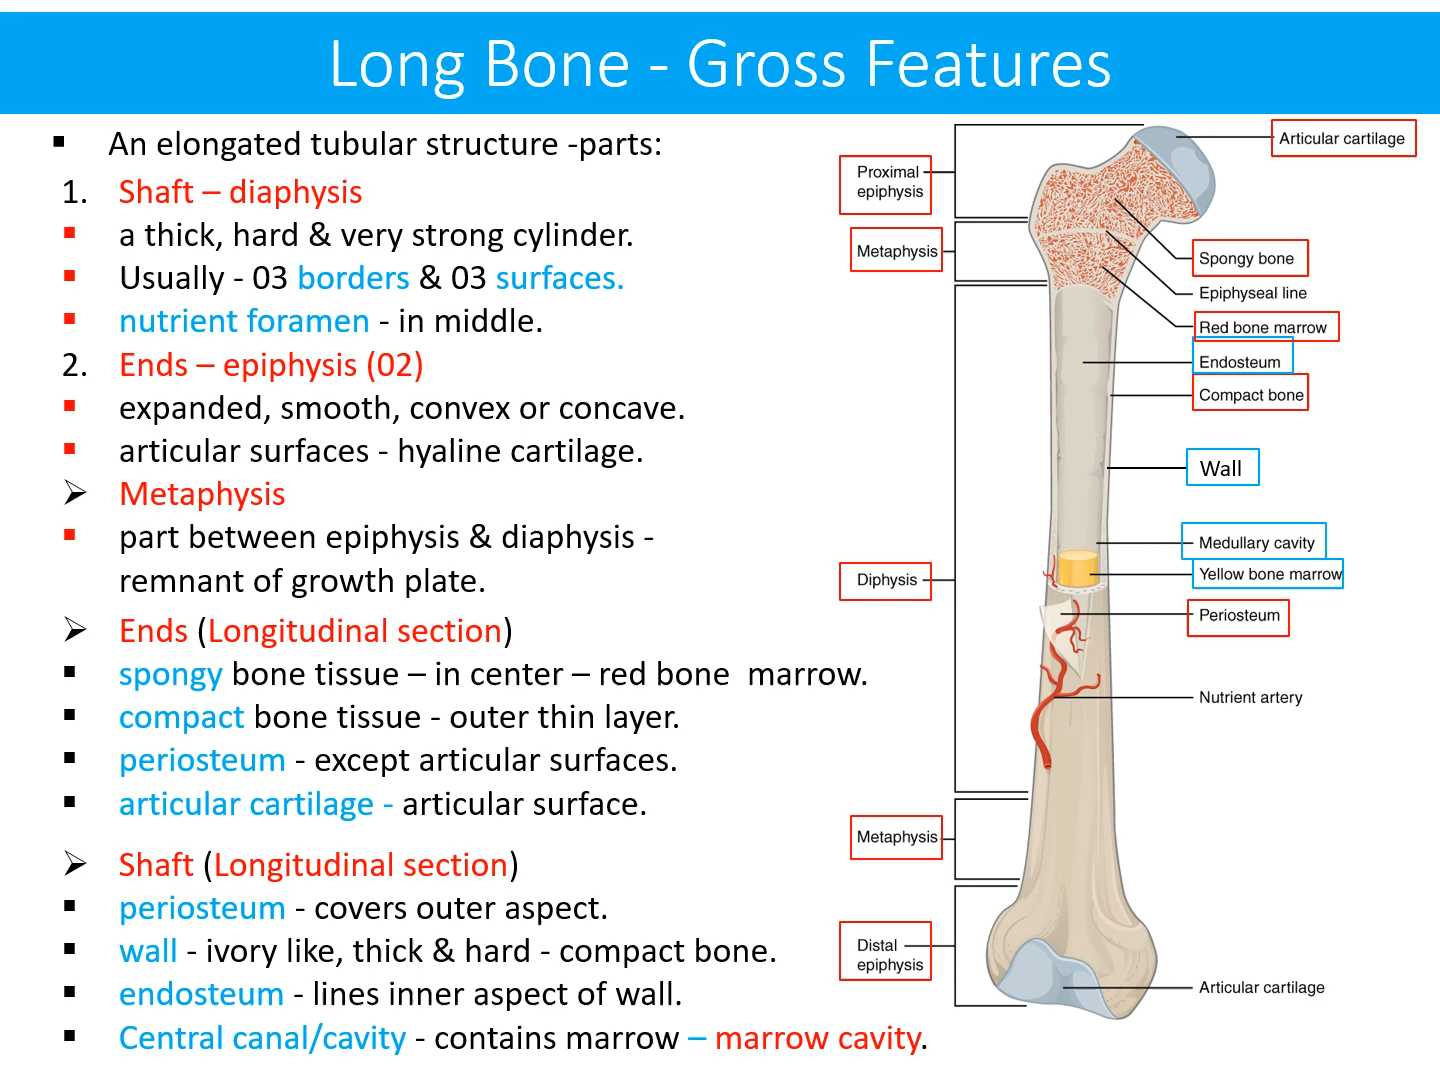 Long Bone - Gross Features
▪ An elongated tubular structure -parts:
1. Shaft – diaphysis
▪ a thick, hard & very strong cylinder.
▪ Usually - 03 borders & 03 surfaces.
▪ nutrient foramen - in middle.
2. Ends – epiphysis (02)
▪ expanded, smooth, convex or concave.
▪ articular surfaces - hyaline cartilage.
➢ Metaphysis
▪ part between epiphysis & diaphysis -
remnant of growth plate.
➢ Ends (Longitudinal section)
▪ spongy bone tissue – in center – red bone marrow.
▪ compact bone tissue - outer thin layer.
▪ periosteum - except articular surfaces.
▪ articular cartilage - articular surface.
➢ Shaft (Longitudinal section)
▪ periosteum - covers outer aspect.
▪ wall - ivory like, thick & hard - compact bone.
▪ endosteum - lines inner aspect of wall.
▪ Central canal/cavity - contains marrow – marrow cavity.
Proximal
epiphysis
Metaphysis
Diphysis
Metaphysis
Distal
epiphysis
Articular cartilage
Spongy bone
Epiphyseal line
Red bone marrow
Endosteum
Compact bone
Wall
Medullary cavity
Yellow bone marrow
Periosteum
Nutrient artery
Articular cartilage